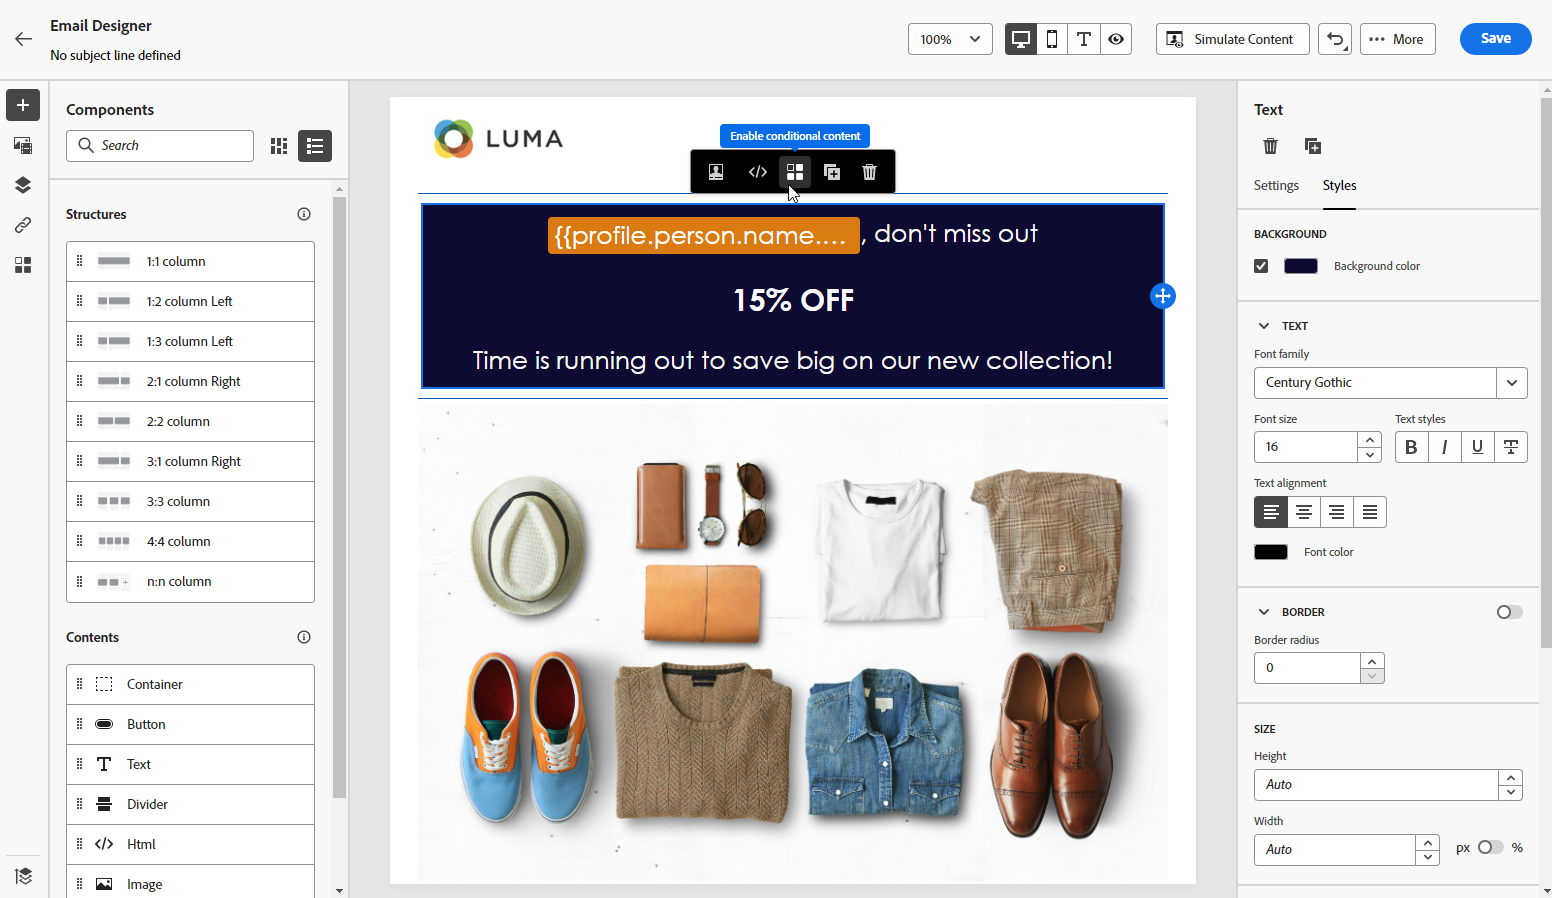 Email Designer
No subject line defined
100%
Simulate Content
More
Save
Components
Search
Structures
1:1 column
1:2 column Left
1:3 column Left
2:1 column Right
2:2 column
3:1 column Right
3:3 column
4:4 column
n:n column
Contents
Container
Button
Text
Divider
Html
Image
LUMA
Enable conditional content
{{profile.person.name.... , don't miss out
15% OFF
Time is running out to save big on our new collection!
Text
Settings
Styles
BACKGROUND
Background color
TEXT
Font family
Century Gothic
Font size
Text styles
16
B I U T
Text alignment
Font color
BORDER
Border radius
0
SIZE
Height
Auto
Width
Auto
px %